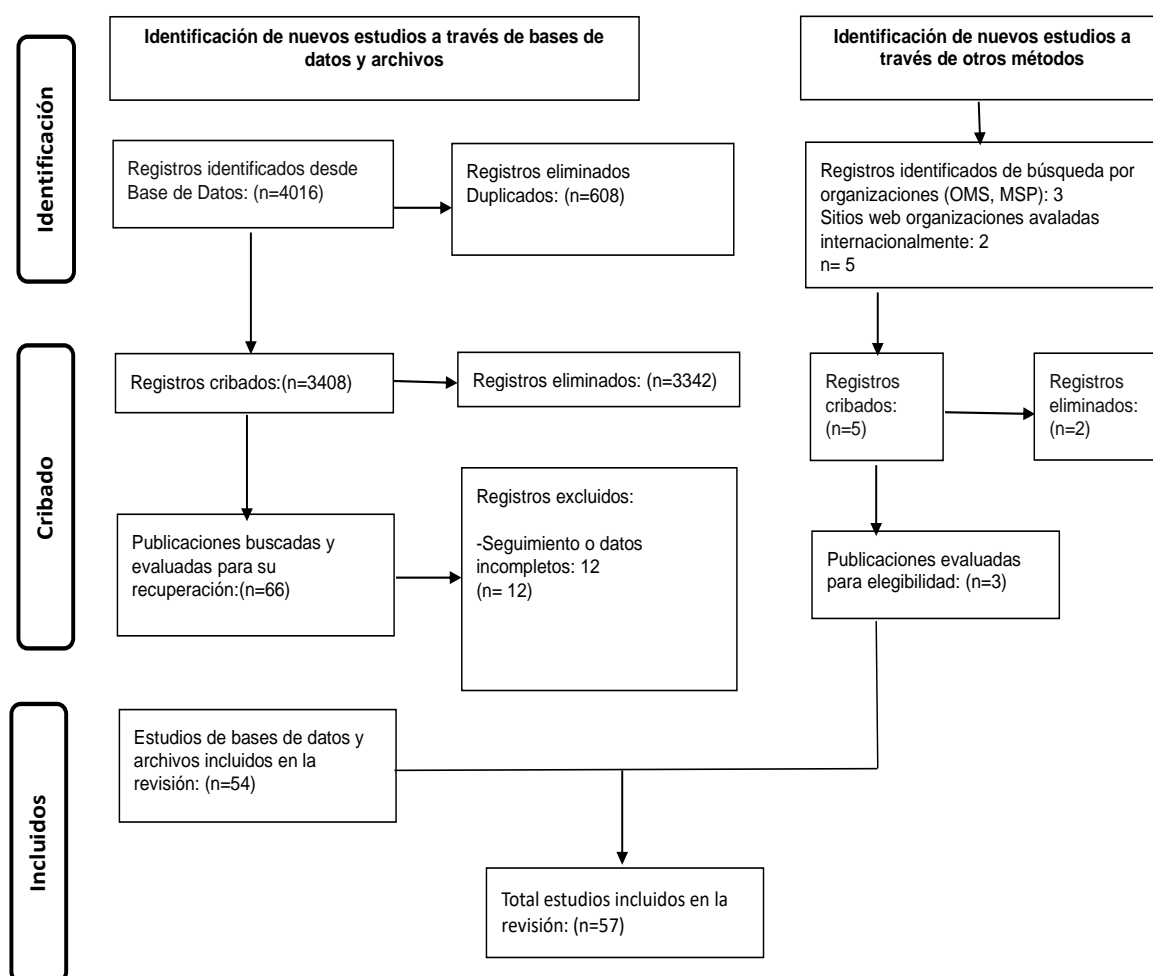 Identificación de nuevos estudios a través de bases de
datos y archivos
Identificación de nuevos estudios a
través de otros métodos
Identificación
Registros identificados desde
Base de Datos: (n=4016)
Registros eliminados
Duplicados: (n=608)
Registros identificados de búsqueda por
organizaciones (OMS, MSP): 3
Sitios web organizaciones avaladas
internacionalmente: 2
n= 5
Cribado
Registros cribados:(n=3408)
Registros eliminados: (n=3342)
Registros
cribados:
(n=5)
Registros
eliminados:
(n=2)
Publicaciones buscadas y
evaluadas para su
recuperación:(n=66)
Registros excluidos:
-Seguimiento o datos
incompletos: 12
(n= 12)
Publicaciones evaluadas
para elegibilidad: (n=3)
Incluidos
Estudios de bases de datos y
archivos incluidos en la
revisión: (n=54)
Total estudios incluidos en la
revisión: (n=57)